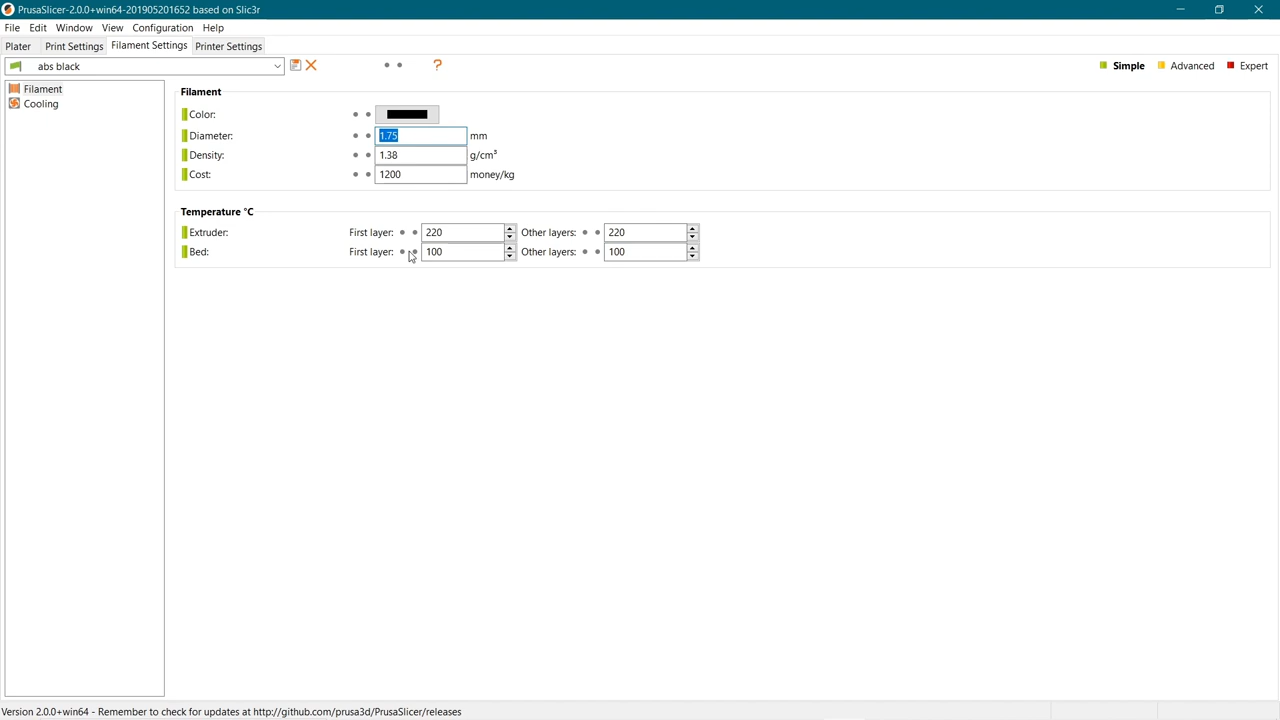 PrusaSlicer-2.0.0+win64-201905201652 based on Slic3r
File Edit Window View Configuration Help
Plater Print Settings Filament Settings Printer Settings
abs black ? Simple Advanced Expert
Filament
Cooling
Filament
Color:
Diameter: 1.75 mm
Density: 1.38 g/cm³
Cost: 1200 money/kg
Temperature °C
Extruder: First layer: 220 Other layers: 220
Bed: First layer: 100 Other layers: 100
Version 2.0.0+win64 - Remember to check for updates at http://github.com/prusa3d/PrusaSlicer/releases